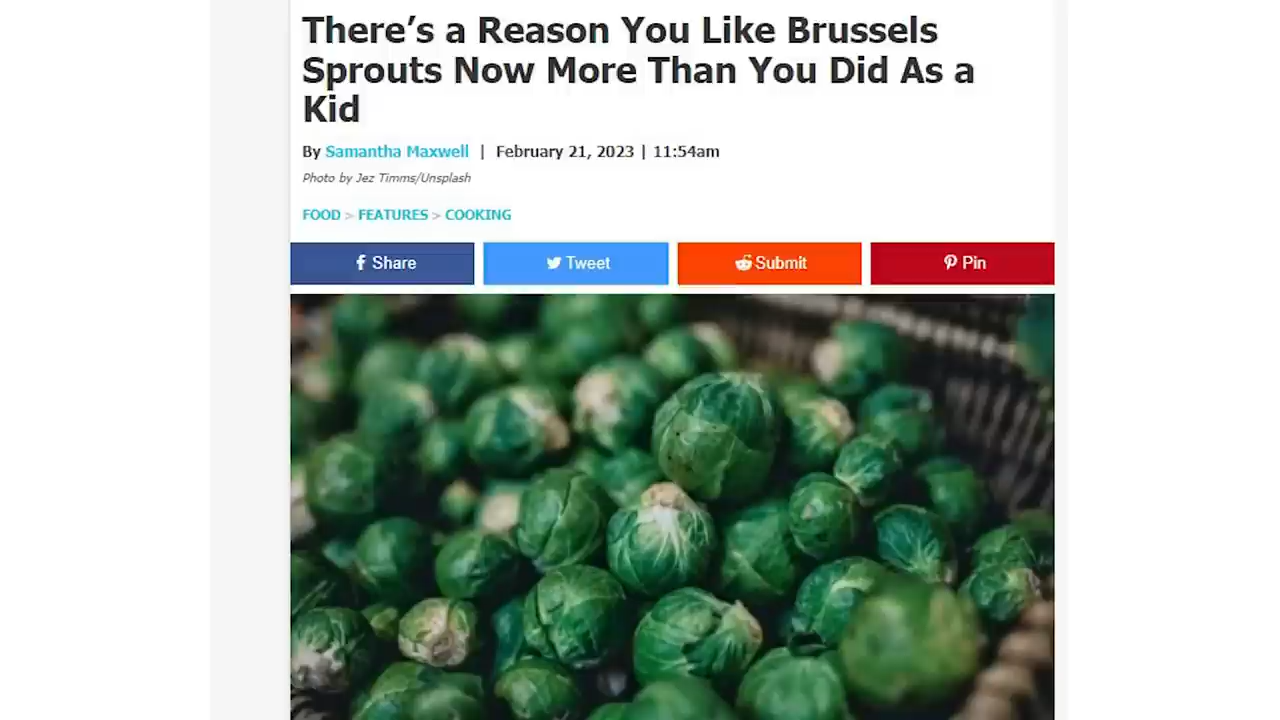 There’s a Reason You Like Brussels
Sprouts Now More Than You Did As a
Kid
By Samantha Maxwell | February 21, 2023 | 11:54am
Photo by Jez Timms/Unsplash
FOOD > FEATURES > COOKING
Share Tweet Submit Pin